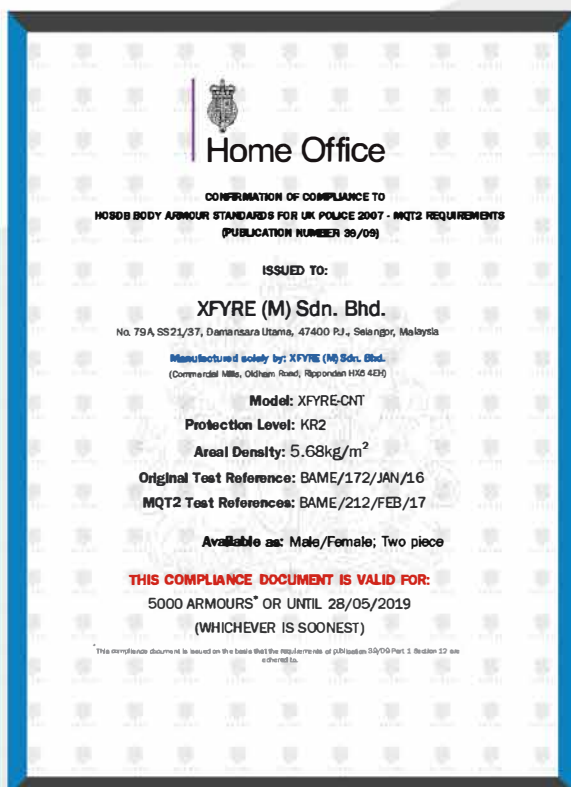 Home Office
CONFIRMATION OF COMPLIANCE TO
HOSDB BODY ARMOUR STANDARDS FOR UK POLICE 2007 - MQT2 REQUIREMENTS
(PUBLICATION NUMBER 39/09)
ISSUED TO:
XFYRE (M) Sdn. Bhd.
No. 79A, SS21/37, Damansara Utama, 47400 P.J., Selangor, Malaysia
Manufactured solely by: XFYRE (M) Sdn. Bhd.
(Commercial Mills, Oldham Road, Ripponden HX6 4EH)
Model: XFYRE-CNT
Protection Level: KR2
Areal Density: 5.68kg/m²
Original Test Reference: BAME/172/JAN/16
MQT2 Test References: BAME/212/FEB/17
Available as: Male/Female; Two piece
THIS COMPLIANCE DOCUMENT IS VALID FOR:
5000 ARMOURS* OR UNTIL 28/05/2019
(WHICHEVER IS SOONEST)
*This compliance document is issued on the basis that the requirements of publication 39/09 Part 1 Section 12 are
adhered to.